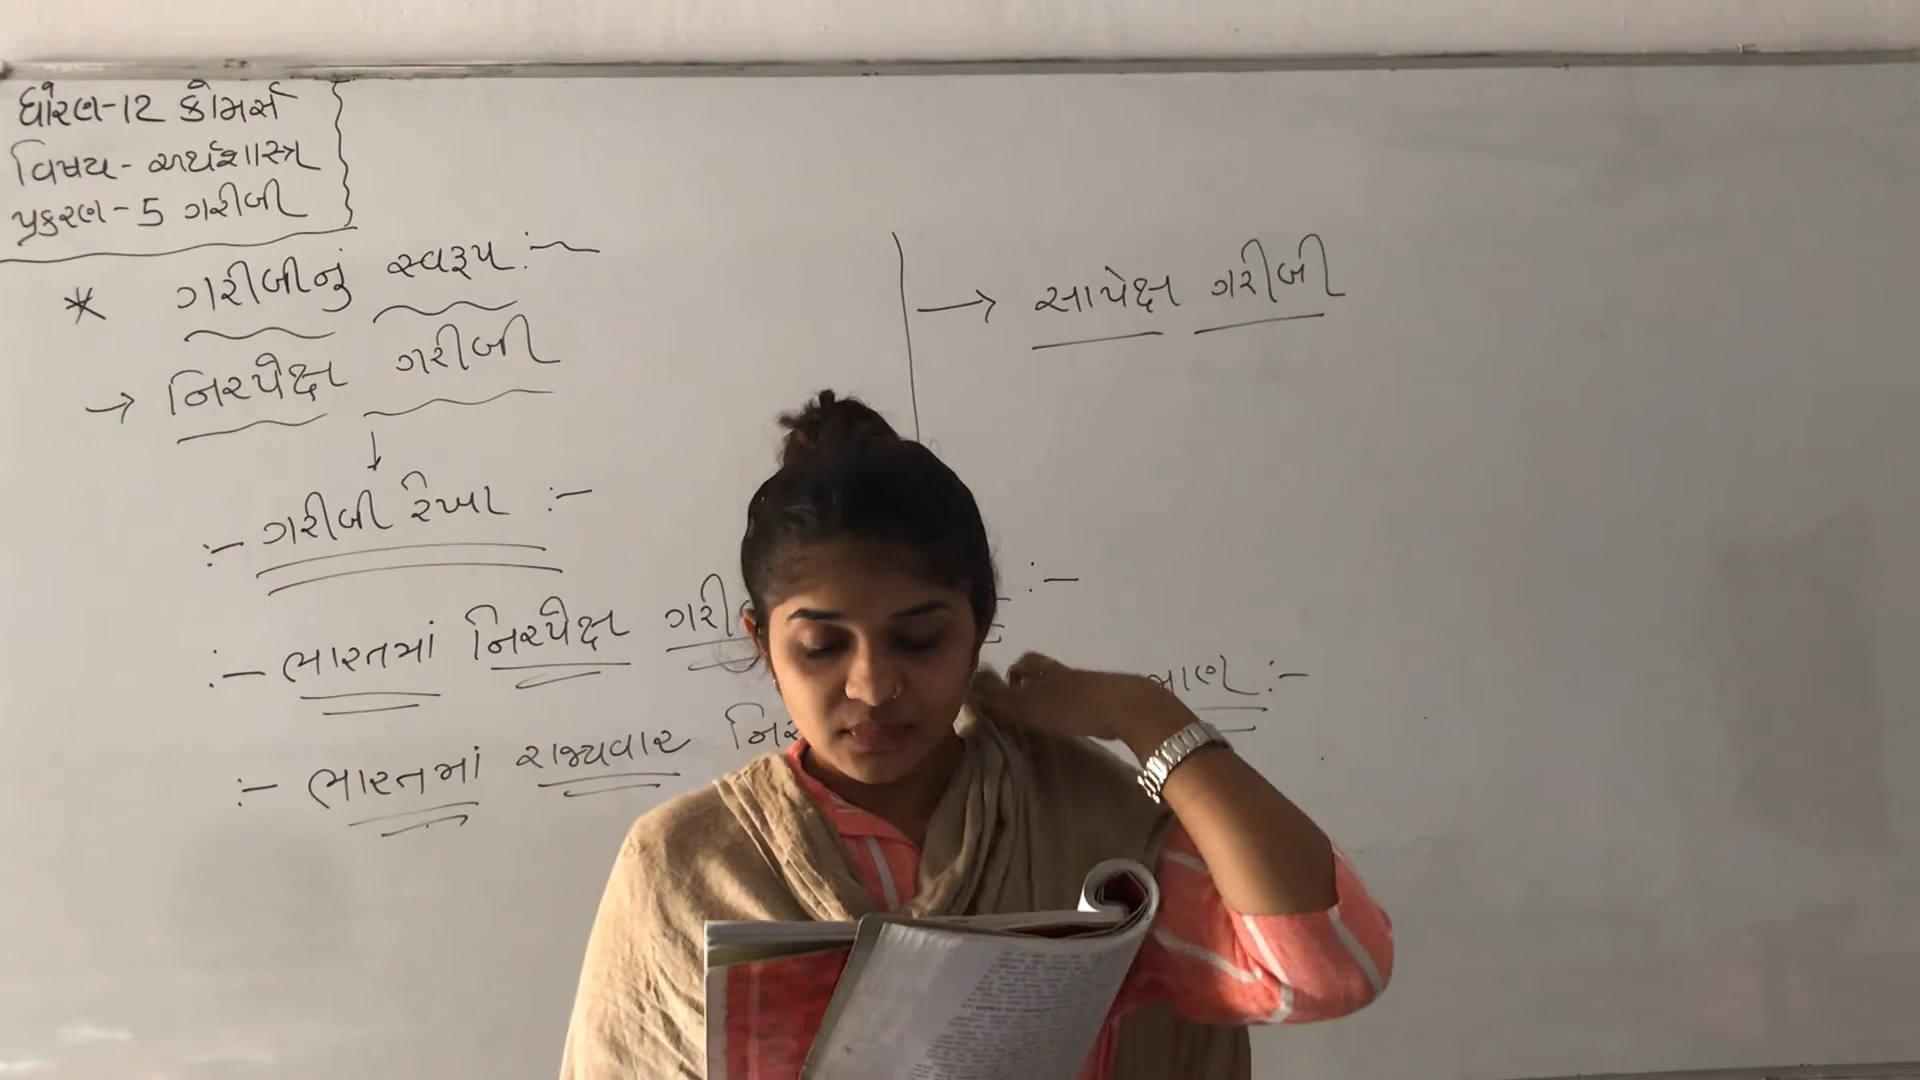 ધોરણ-12 કોમર્સ
વિષય- અર્થશાસ્ત્ર
પ્રકરણ-5 ગરીબી
* ગરીબીનું સ્વરૂપ :-
→ નિરપેક્ષ ગરીબી
↓
:- ગરીબી રેખા :-
:- ભારતમાં નિરપેક્ષ :-
:- ભારતમાં રાજ્યવાર :-
→ સાપેક્ષ ગરીબી